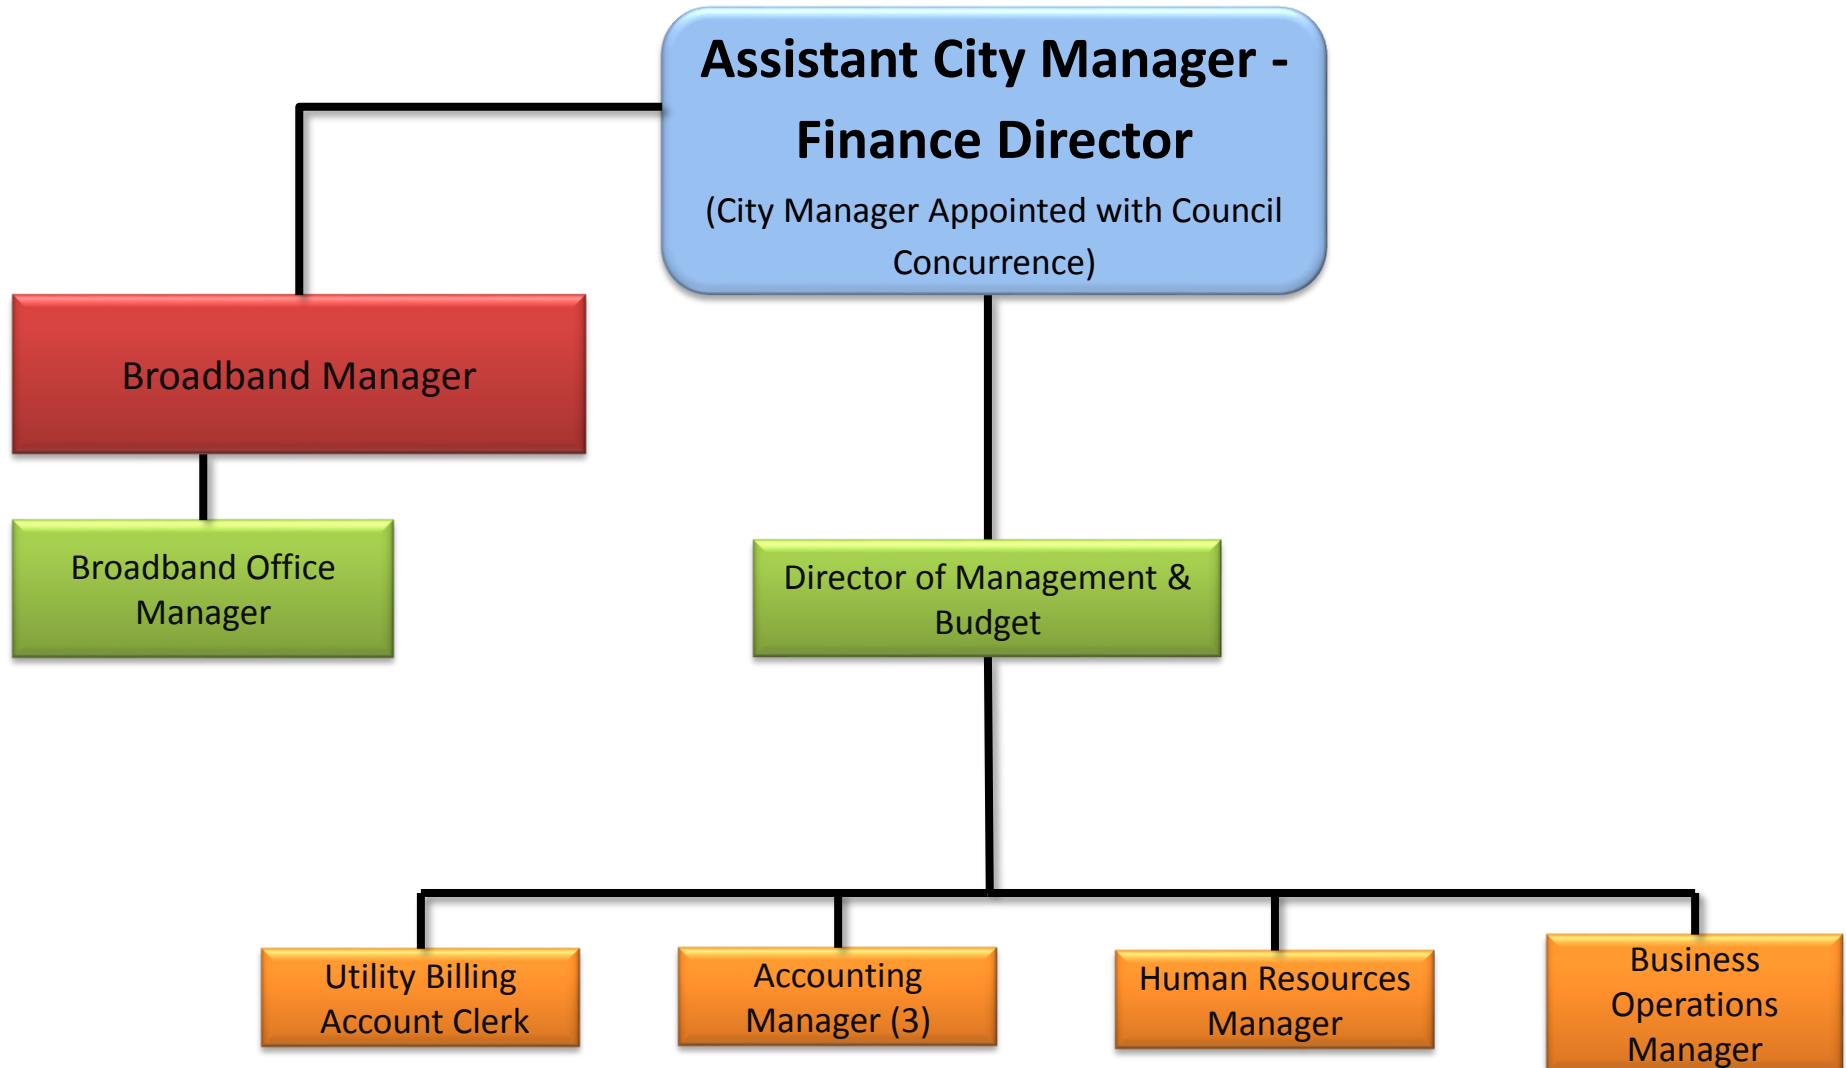 Assistant City Manager -
Finance Director
(City Manager Appointed with Council
Concurrence)
Broadband Manager
Broadband Office
Manager
Director of Management &
Budget
Utility Billing
Account Clerk
Accounting
Manager (3)
Human Resources
Manager
Business
Operations
Manager